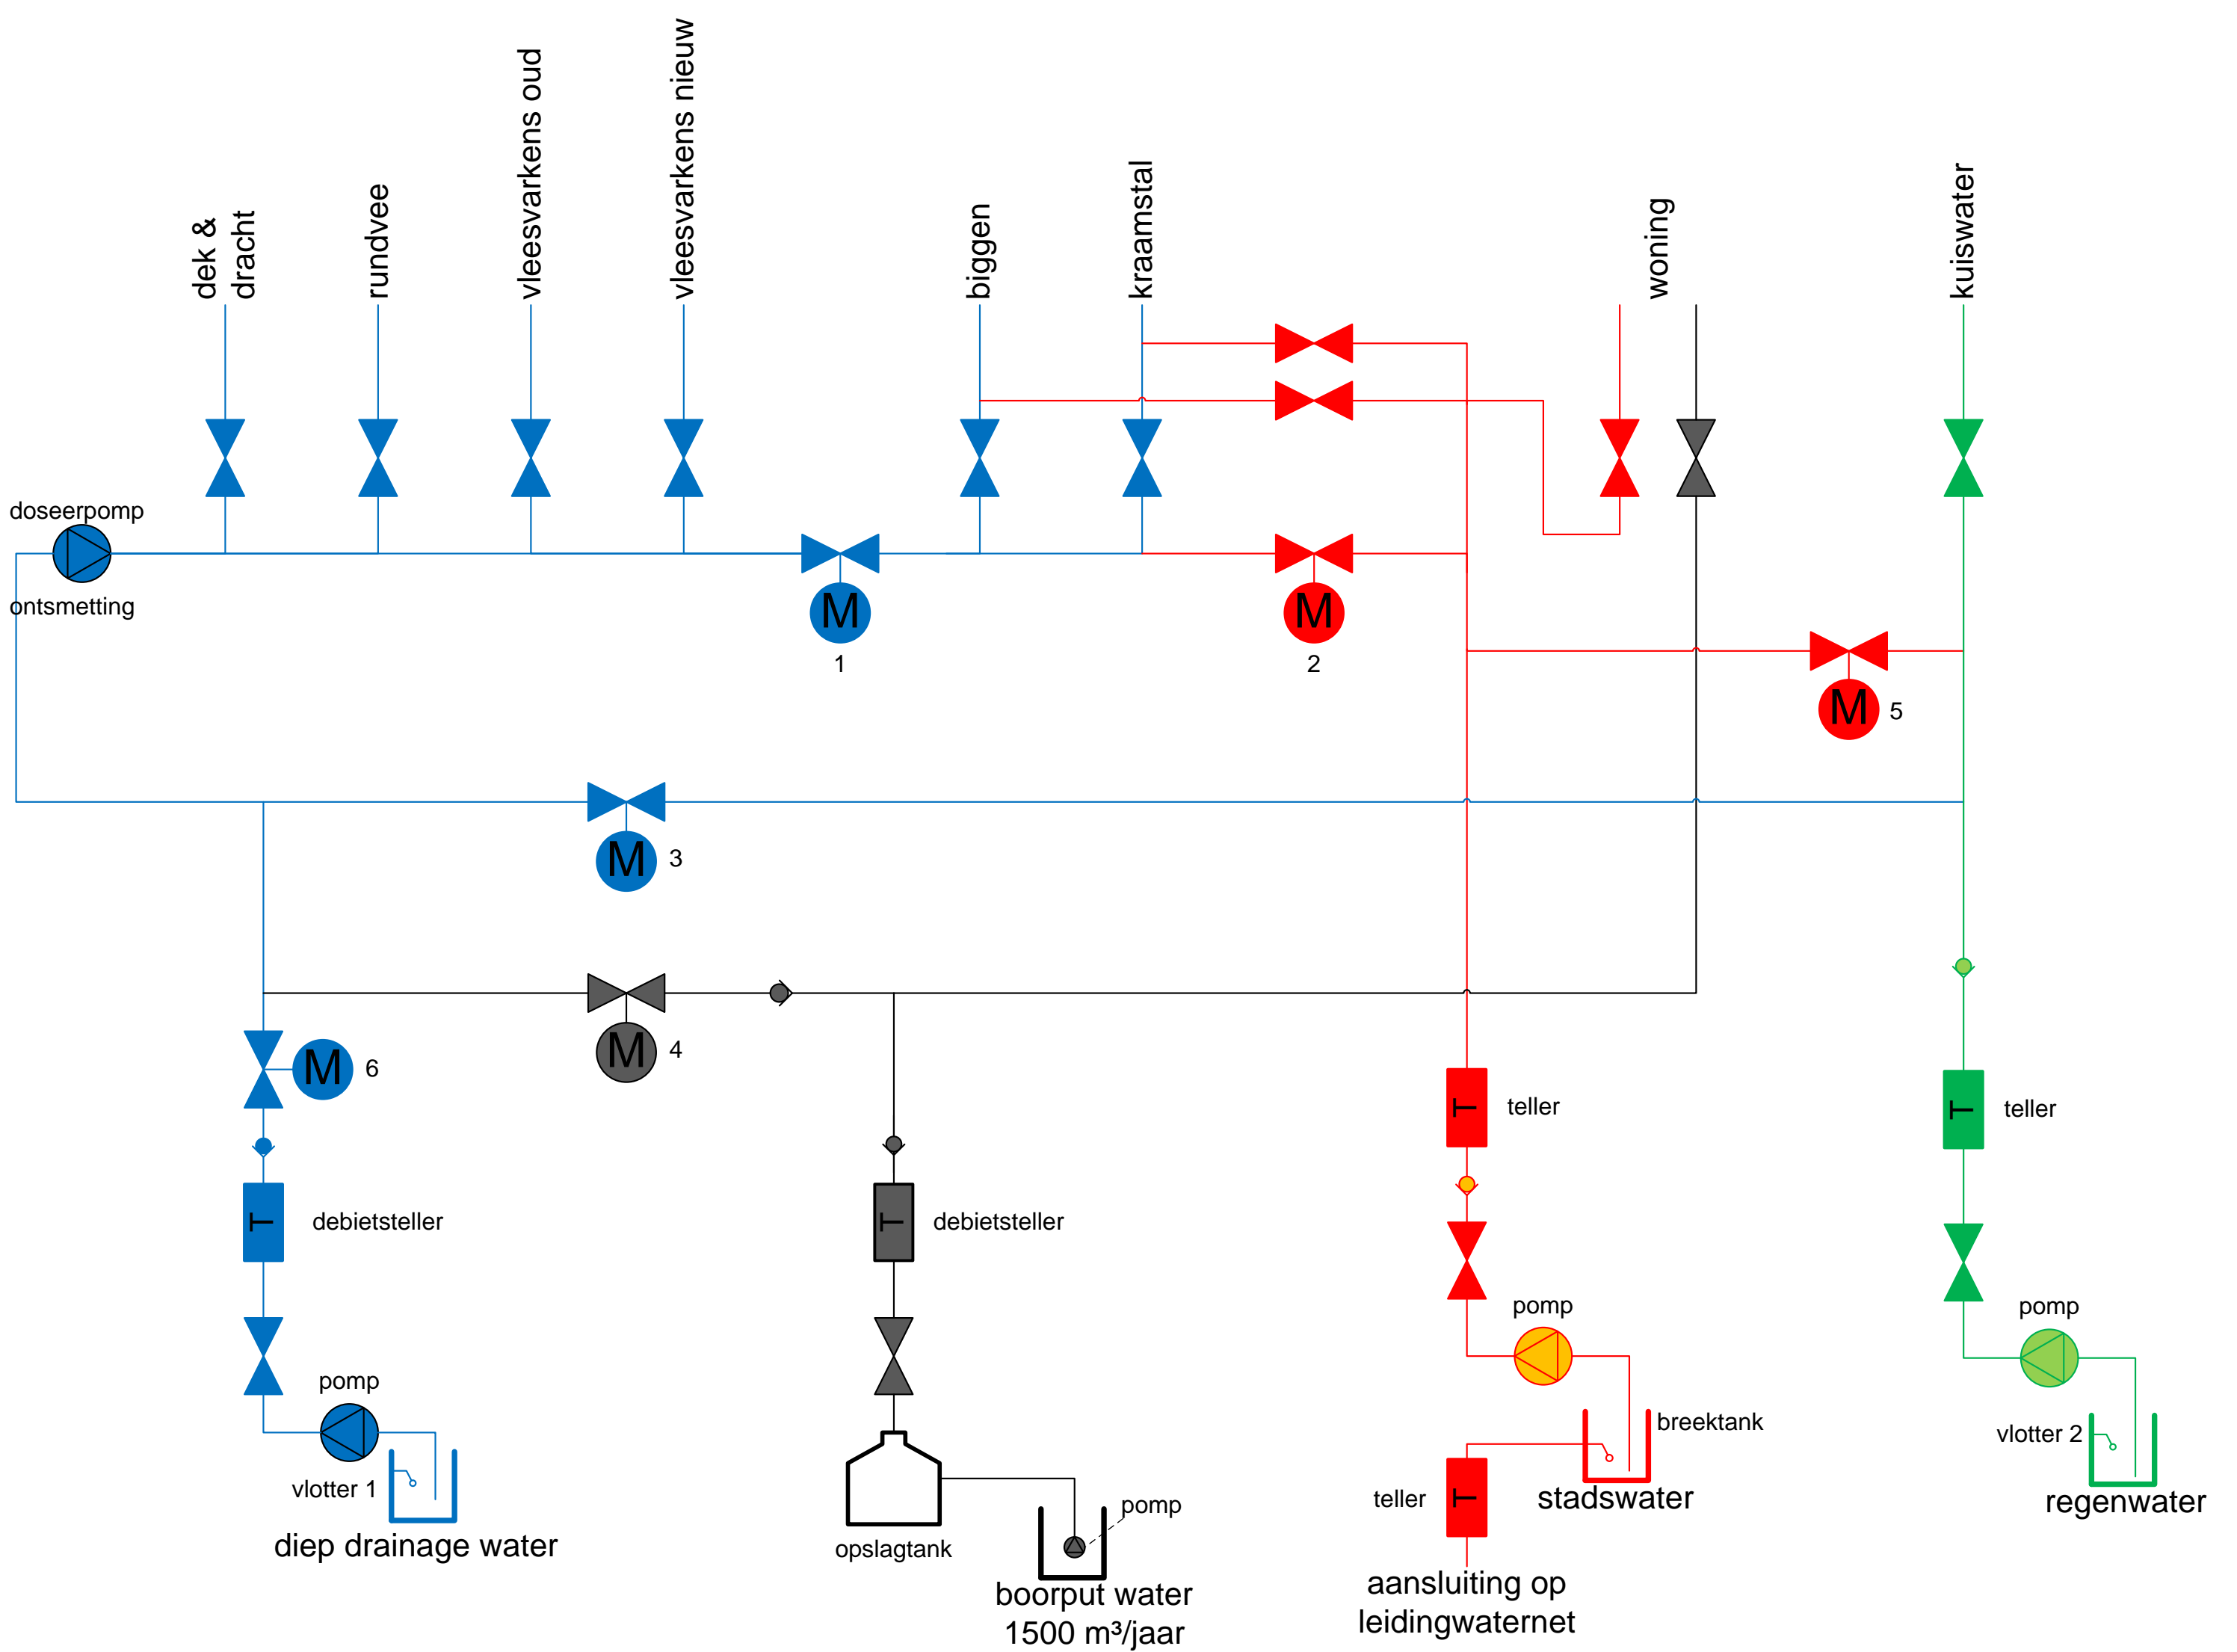 dek &
dracht
rundvee
vleesvarkens oud
vleesvarkens nieuw
biggen
kraamstal
woning
kuiswater
doseerpomp
ontsmetting
M
1
M
2
M
5
M
3
M
4
M
6
T
teller
T
teller
T
debietsteller
T
debietsteller
pomp
pomp
pomp
vlotter 1
diep drainage water
opslagtank
pomp
boorput water
1500 m³/jaar
breektank
stadswater
T
teller
aansluiting op
leidingwaternet
vlotter 2
regenwater